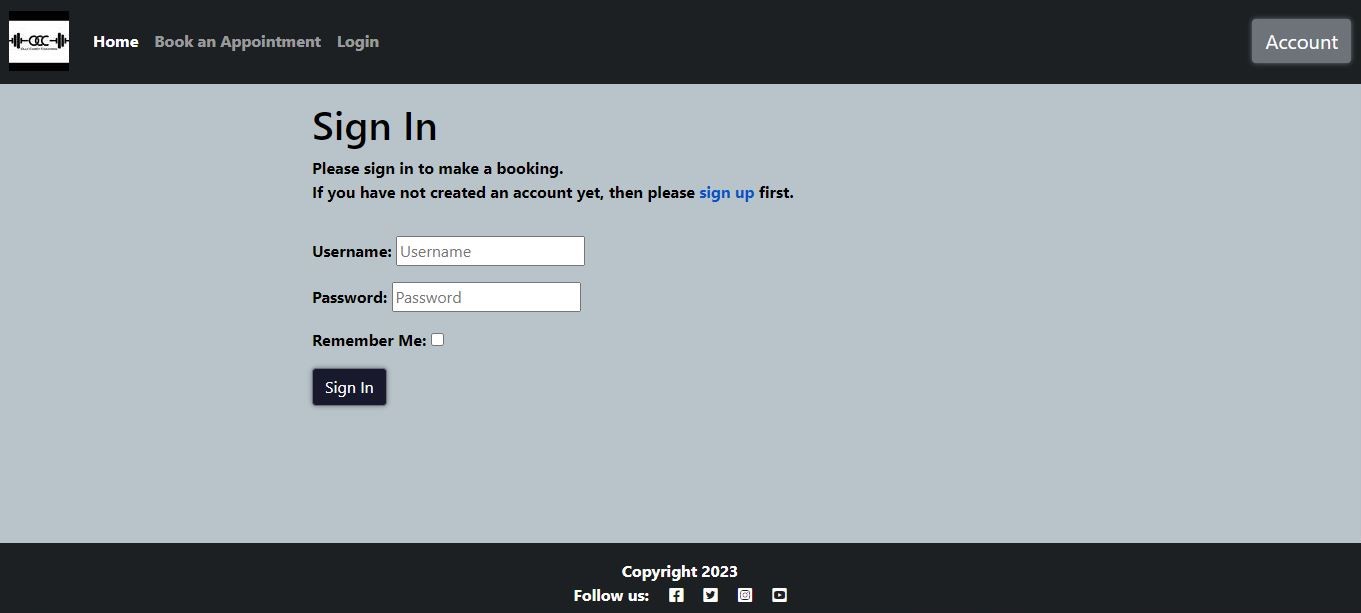 OCC
Home Book an Appointment Login
Account
Sign In
Please sign in to make a booking.
If you have not created an account yet, then please sign up first.
Username: Username
Password: Password
Remember Me:
Sign In
Copyright 2023
Follow us: